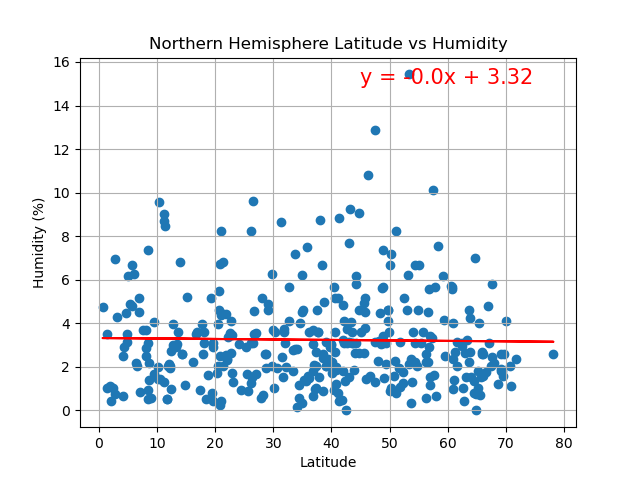 Northern Hemisphere Latitude vs Humidity
y = -0.0x + 3.32
Humidity (%)
16
14
12
10
8
6
4
2
0
0 10 20 30 40 50 60 70 80
Latitude